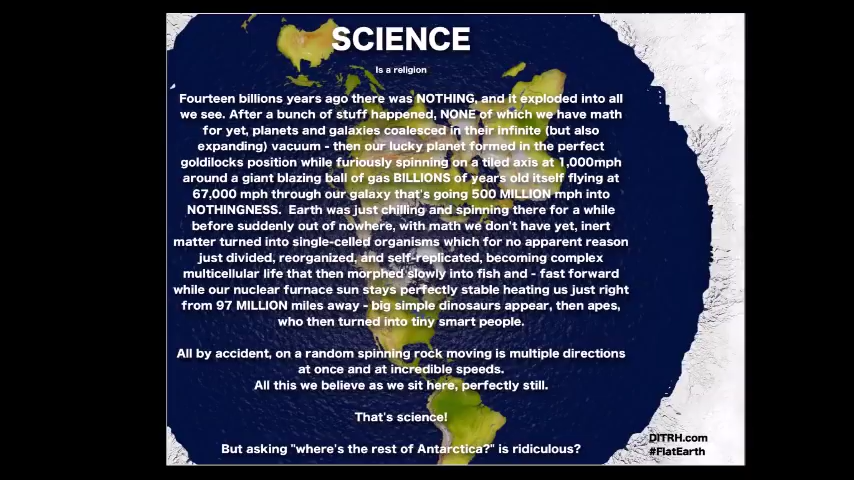 SCIENCE
Is a religion
Fourteen billions years ago there was NOTHING, and it exploded into all
we see. After a bunch of stuff happened, NONE of which we have math
for yet, planets and galaxies coalesced in their infinite (but also
expanding) vacuum - then our lucky planet formed in the perfect
goldilocks position while furiously spinning on a tiled axis at 1,000mph
around a giant blazing ball of gas BILLIONS of years old itself flying at
67,000 mph through our galaxy that's going 500 MILLION mph into
NOTHINGNESS. Earth was just chilling and spinning there for a while
before suddenly out of nowhere, with math we don't have yet, inert
matter turned into single-celled organisms which for no apparent reason
just divided, reorganized, and self-replicated, becoming complex
multicellular life that then morphed slowly into fish and - fast forward
while our nuclear furnace sun stays perfectly stable heating us just right
from 97 MILLION miles away - big simple dinosaurs appear, then apes,
who then turned into tiny smart people.
All by accident, on a random spinning rock moving is multiple directions
at once and at incredible speeds.
All this we believe as we sit here, perfectly still.
That's science!
But asking "where's the rest of Antarctica?" is ridiculous?
DITRH.com
#FlatEarth